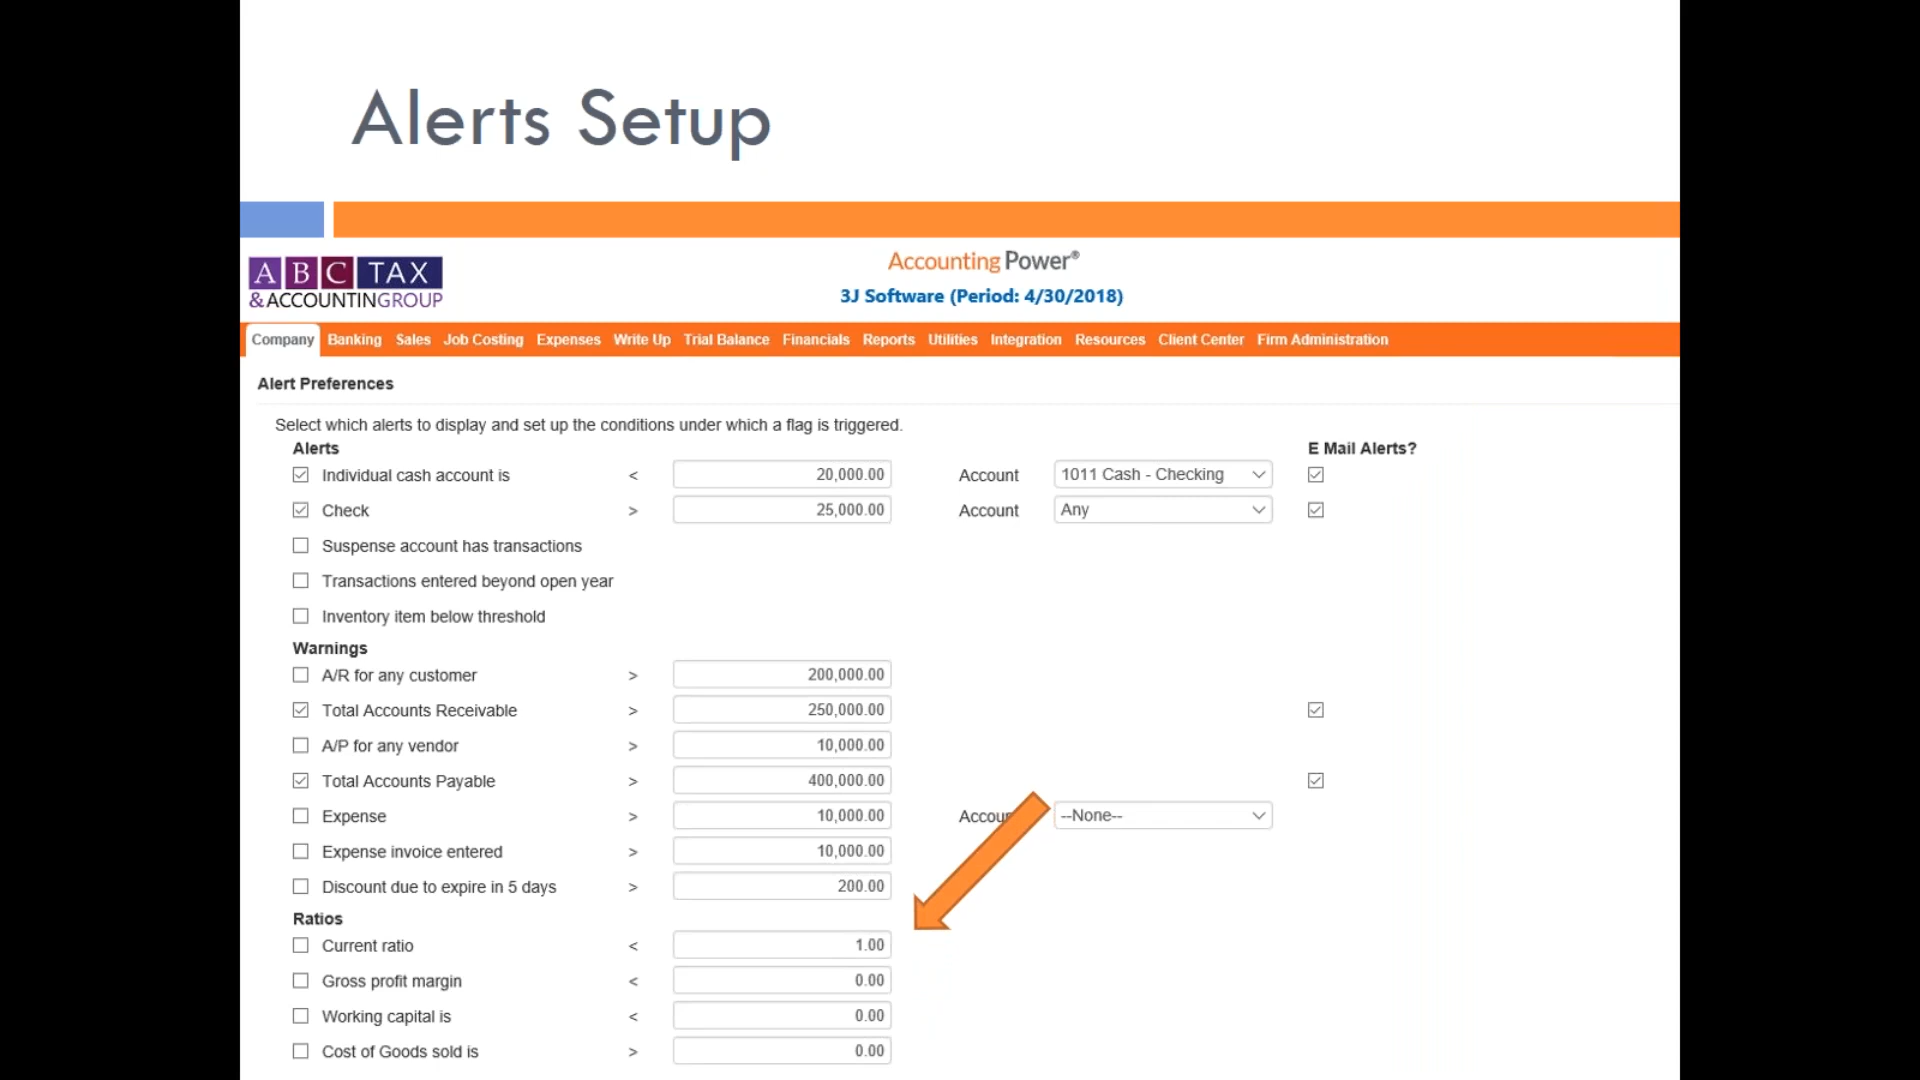 Alerts Setup
ABC TAX
& ACCOUNTINGGROUP
Accounting Power®
3J Software (Period: 4/30/2018)
Company Banking Sales Job Costing Expenses Write Up Trial Balance Financials Reports Utilities Integration Resources Client Center Firm Administration
Alert Preferences
Select which alerts to display and set up the conditions under which a flag is triggered.
Alerts E Mail Alerts?
Individual cash account is < 20,000.00 Account 1011 Cash - Checking
Check > 25,000.00 Account Any
Suspense account has transactions
Transactions entered beyond open year
Inventory item below threshold
Warnings
A/R for any customer > 200,000.00
Total Accounts Receivable > 250,000.00
A/P for any vendor > 10,000.00
Total Accounts Payable > 400,000.00
Expense > 10,000.00 Accou --None--
Expense invoice entered > 10,000.00
Discount due to expire in 5 days > 200.00
Ratios
Current ratio < 1.00
Gross profit margin < 0.00
Working capital is < 0.00
Cost of Goods sold is > 0.00